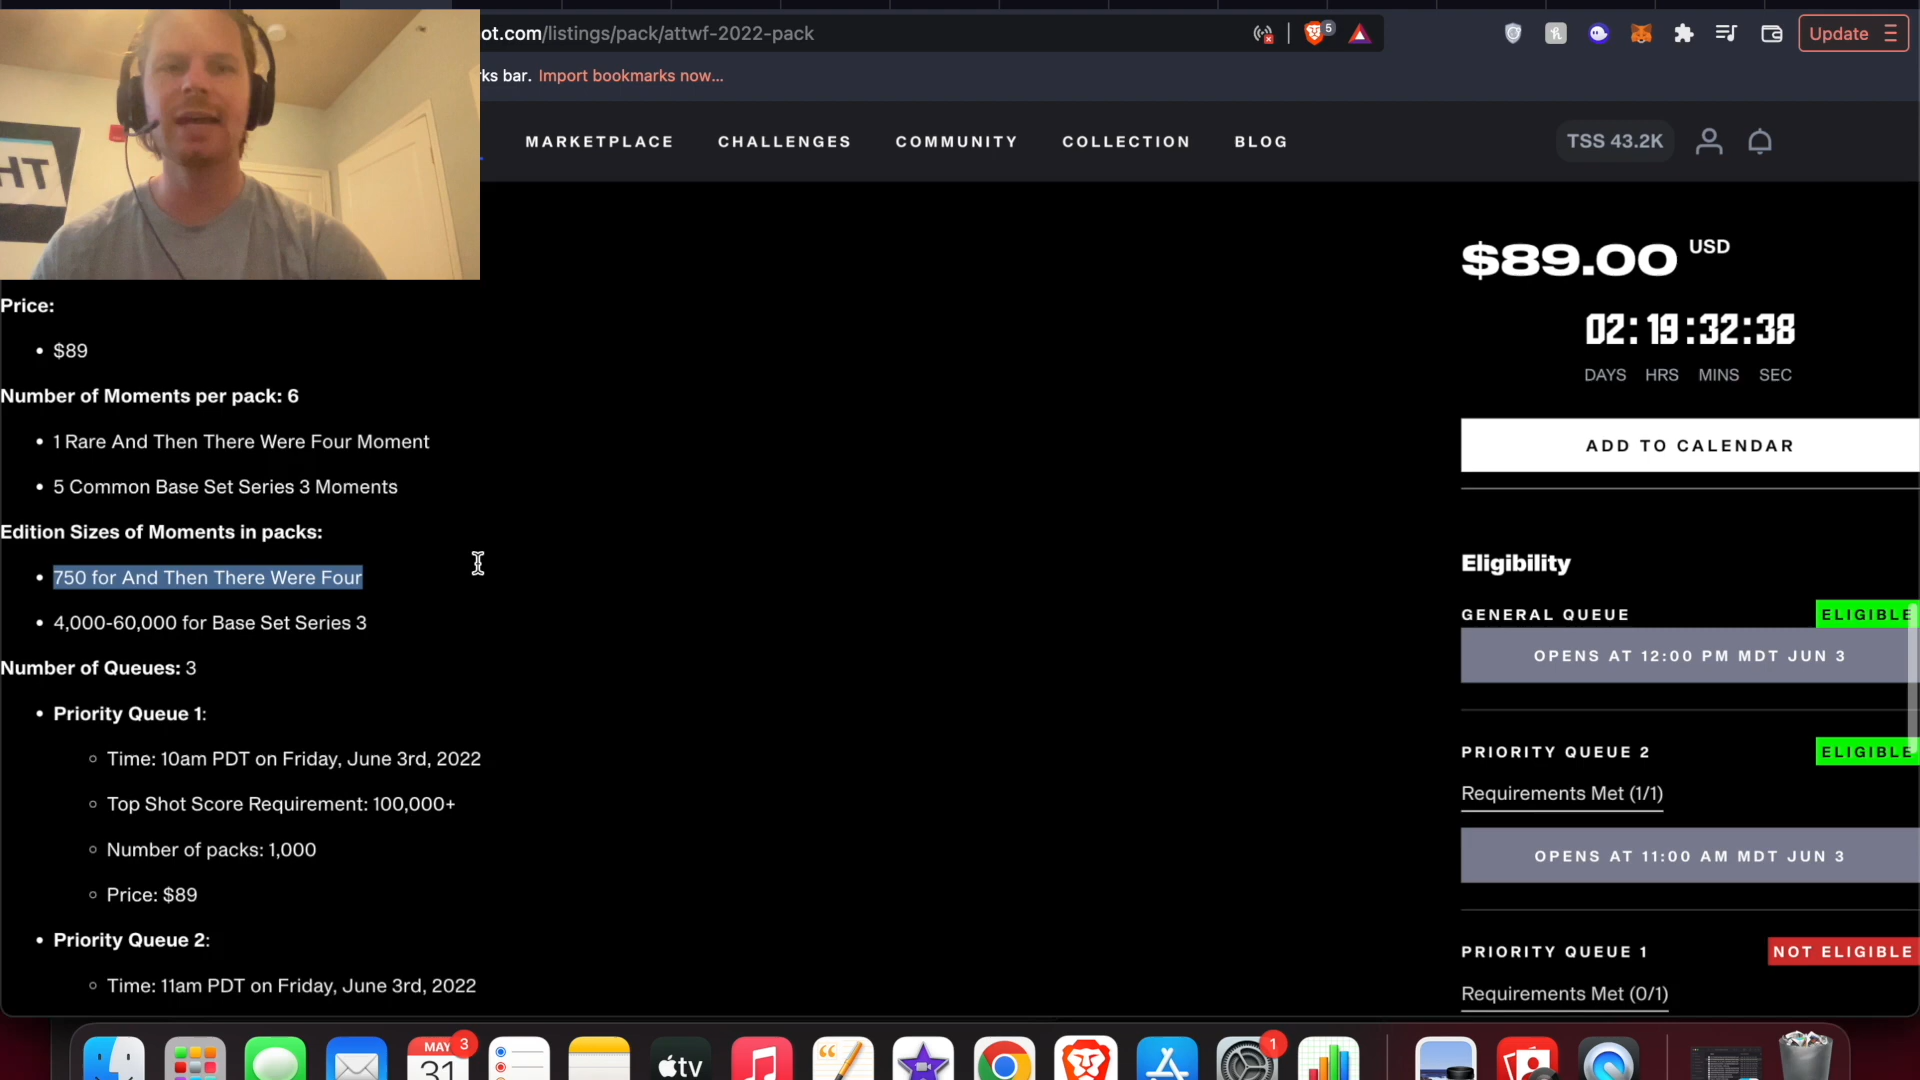 ot.com/listings/pack/attwf-2022-pack
5
Update
ks bar. Import bookmarks now...
TH
MARKETPLACE
CHALLENGES
COMMUNITY
COLLECTION
BLOG
TSS 43.2K
Price:
• $89
Number of Moments per pack: 6
• 1 Rare And Then There Were Four Moment
• 5 Common Base Set Series 3 Moments
Edition Sizes of Moments in packs:
• 750 for And Then There Were Four
• 4,000-60,000 for Base Set Series 3
Number of Queues: 3
• Priority Queue 1:
◦ Time: 10am PDT on Friday, June 3rd, 2022
◦ Top Shot Score Requirement: 100,000+
◦ Number of packs: 1,000
◦ Price: $89
• Priority Queue 2:
◦ Time: 11am PDT on Friday, June 3rd, 2022
$89.00 USD
02:19:32:38
DAYS HRS MINS SEC
ADD TO CALENDAR
Eligibility
GENERAL QUEUE ELIGIBLE
OPENS AT 12:00 PM MDT JUN 3
PRIORITY QUEUE 2 ELIGIBLE
Requirements Met (1/1)
OPENS AT 11:00 AM MDT JUN 3
PRIORITY QUEUE 1 NOT ELIGIBLE
Requirements Met (0/1)
MAY
31
3
tv
1